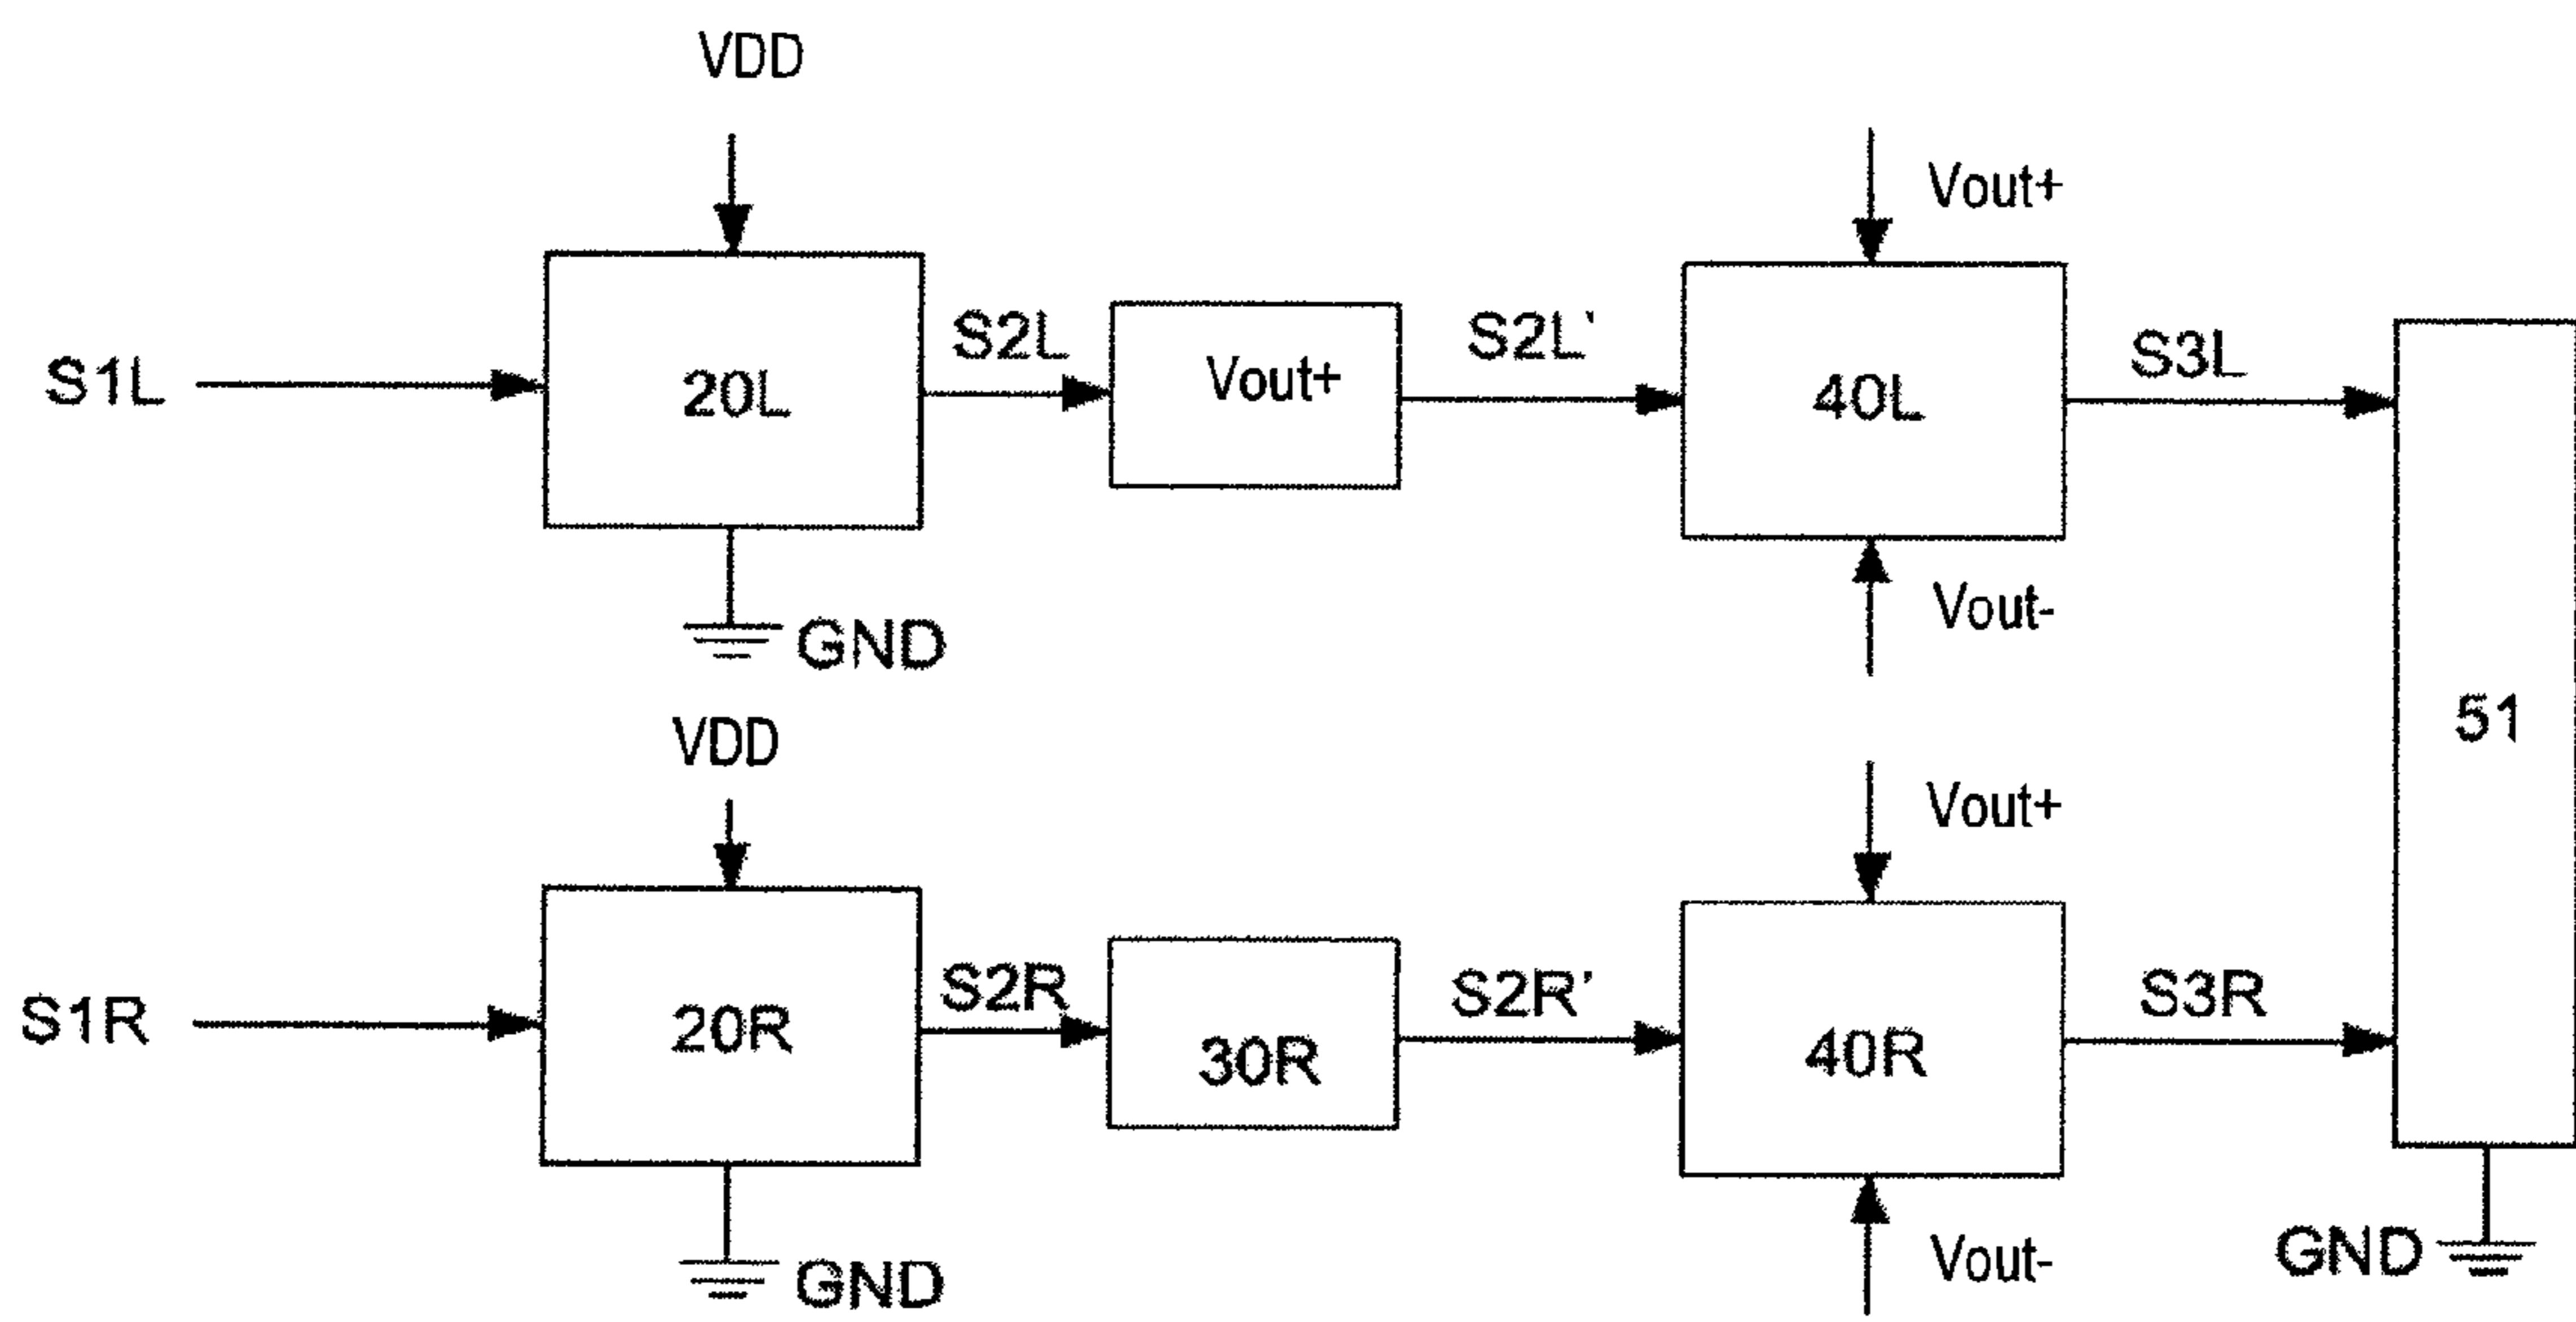 VDD
Vout+
S1L
20L
S2L
Vout+
S2L'
40L
S3L
GND
Vout-
VDD
51
Vout+
S1R
20R
S2R
30R
S2R'
40R
S3R
GND
Vout-
GND